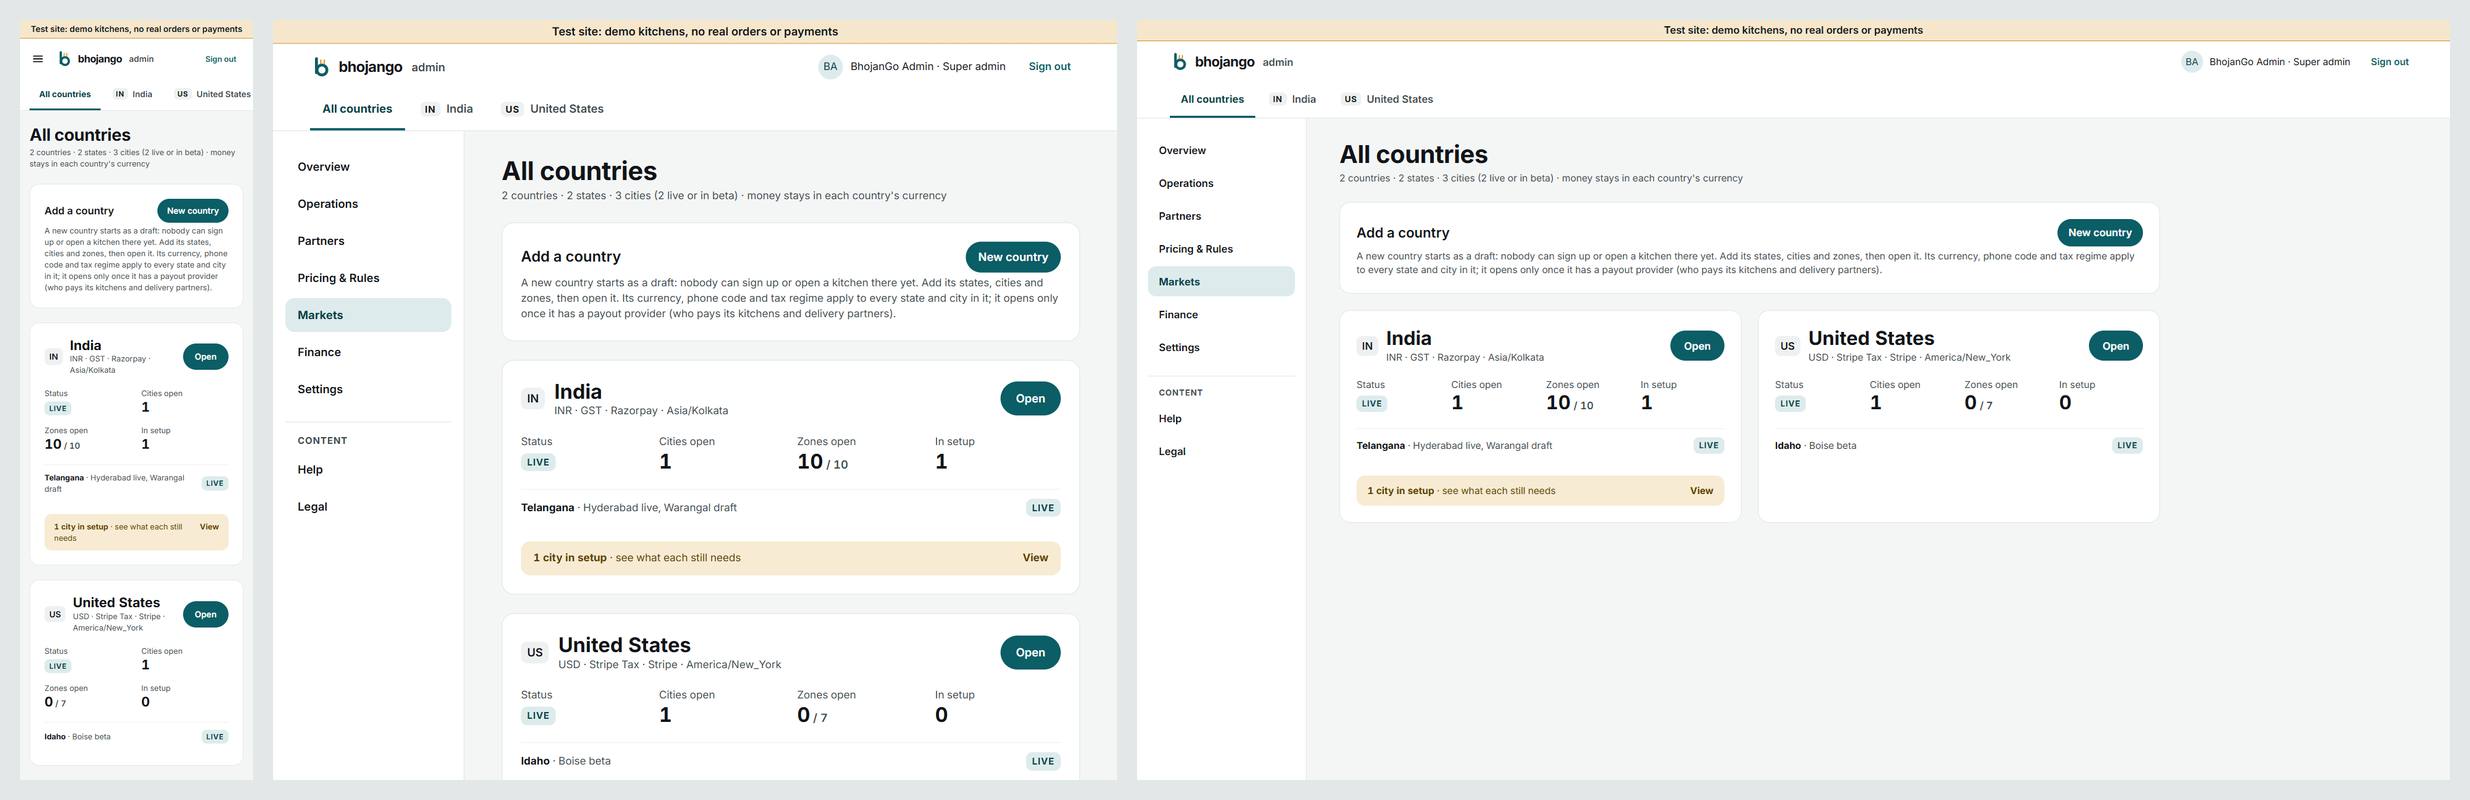 Test site: demo kitchens, no real orders or payments
bhojango admin
Sign out
All countries
IN India
US United States
All countries
2 countries · 2 states · 3 cities (2 live or in beta) · money
stays in each country's currency
Add a country
New country
A new country starts as a draft: nobody can sign
up or open a kitchen there yet. Add its states,
cities and zones, then open it. Its currency, phone
code and tax regime apply to every state and city
in it; it opens only once it has a payout provider
(who pays its kitchens and delivery partners).
IN India
INR · GST · Razorpay ·
Asia/Kolkata
Open
Status Cities open
LIVE 1
Zones open In setup
10 / 10 1
Telangana · Hyderabad live, Warangal
draft
LIVE
1 city in setup · see what each still
needs
View
US United States
USD · Stripe Tax · Stripe ·
America/New_York
Open
Status Cities open
LIVE 1
Zones open In setup
0 / 7 0
Idaho · Boise beta LIVE
Test site: demo kitchens, no real orders or payments
bhojango admin
BA BhojanGo Admin · Super admin Sign out
All countries IN India US United States
Overview
Operations
Partners
Pricing & Rules
Markets
Finance
Settings
CONTENT
Help
Legal
All countries
2 countries · 2 states · 3 cities (2 live or in beta) · money stays in each country's currency
Add a country
New country
A new country starts as a draft: nobody can sign up or open a kitchen there yet. Add its states, cities and
zones, then open it. Its currency, phone code and tax regime apply to every state and city in it; it opens only
once it has a payout provider (who pays its kitchens and delivery partners).
IN India
INR · GST · Razorpay · Asia/Kolkata
Open
Status Cities open Zones open In setup
LIVE 1 10 / 10 1
Telangana · Hyderabad live, Warangal draft LIVE
1 city in setup · see what each still needs View
US United States
USD · Stripe Tax · Stripe · America/New_York
Open
Status Cities open Zones open In setup
LIVE 1 0 / 7 0
Idaho · Boise beta LIVE
Test site: demo kitchens, no real orders or payments
bhojango admin
BA BhojanGo Admin · Super admin Sign out
All countries IN India US United States
Overview
Operations
Partners
Pricing & Rules
Markets
Finance
Settings
CONTENT
Help
Legal
All countries
2 countries · 2 states · 3 cities (2 live or in beta) · money stays in each country's currency
Add a country
New country
A new country starts as a draft: nobody can sign up or open a kitchen there yet. Add its states, cities and zones, then open it. Its currency, phone code and tax regime apply
to every state and city in it; it opens only once it has a payout provider (who pays its kitchens and delivery partners).
IN India
INR · GST · Razorpay · Asia/Kolkata
Open
Status Cities open Zones open In setup
LIVE 1 10 / 10 1
Telangana · Hyderabad live, Warangal draft LIVE
1 city in setup · see what each still needs View
US United States
USD · Stripe Tax · Stripe · America/New_York
Open
Status Cities open Zones open In setup
LIVE 1 0 / 7 0
Idaho · Boise beta LIVE